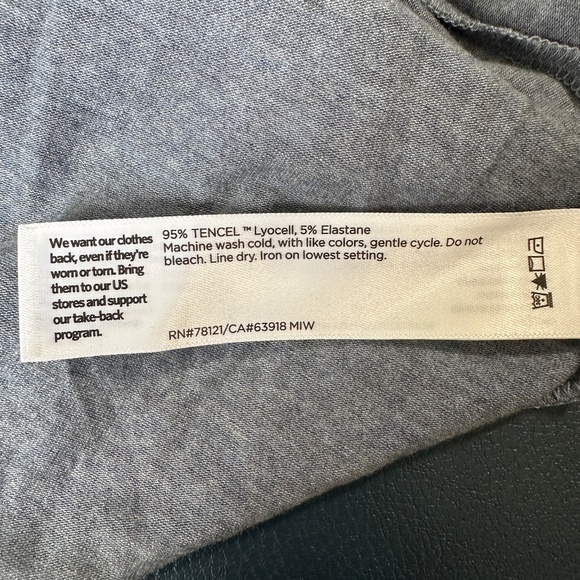 We want our clothes
back, even if they're
worn or torn. Bring
them to our US
stores and support
our take-back
program.
95% TENCEL ™ Lyocell, 5% Elastane
Machine wash cold, with like colors, gentle cycle. Do not
bleach. Line dry. Iron on lowest setting.
RN#78121/CA#63918 MIW